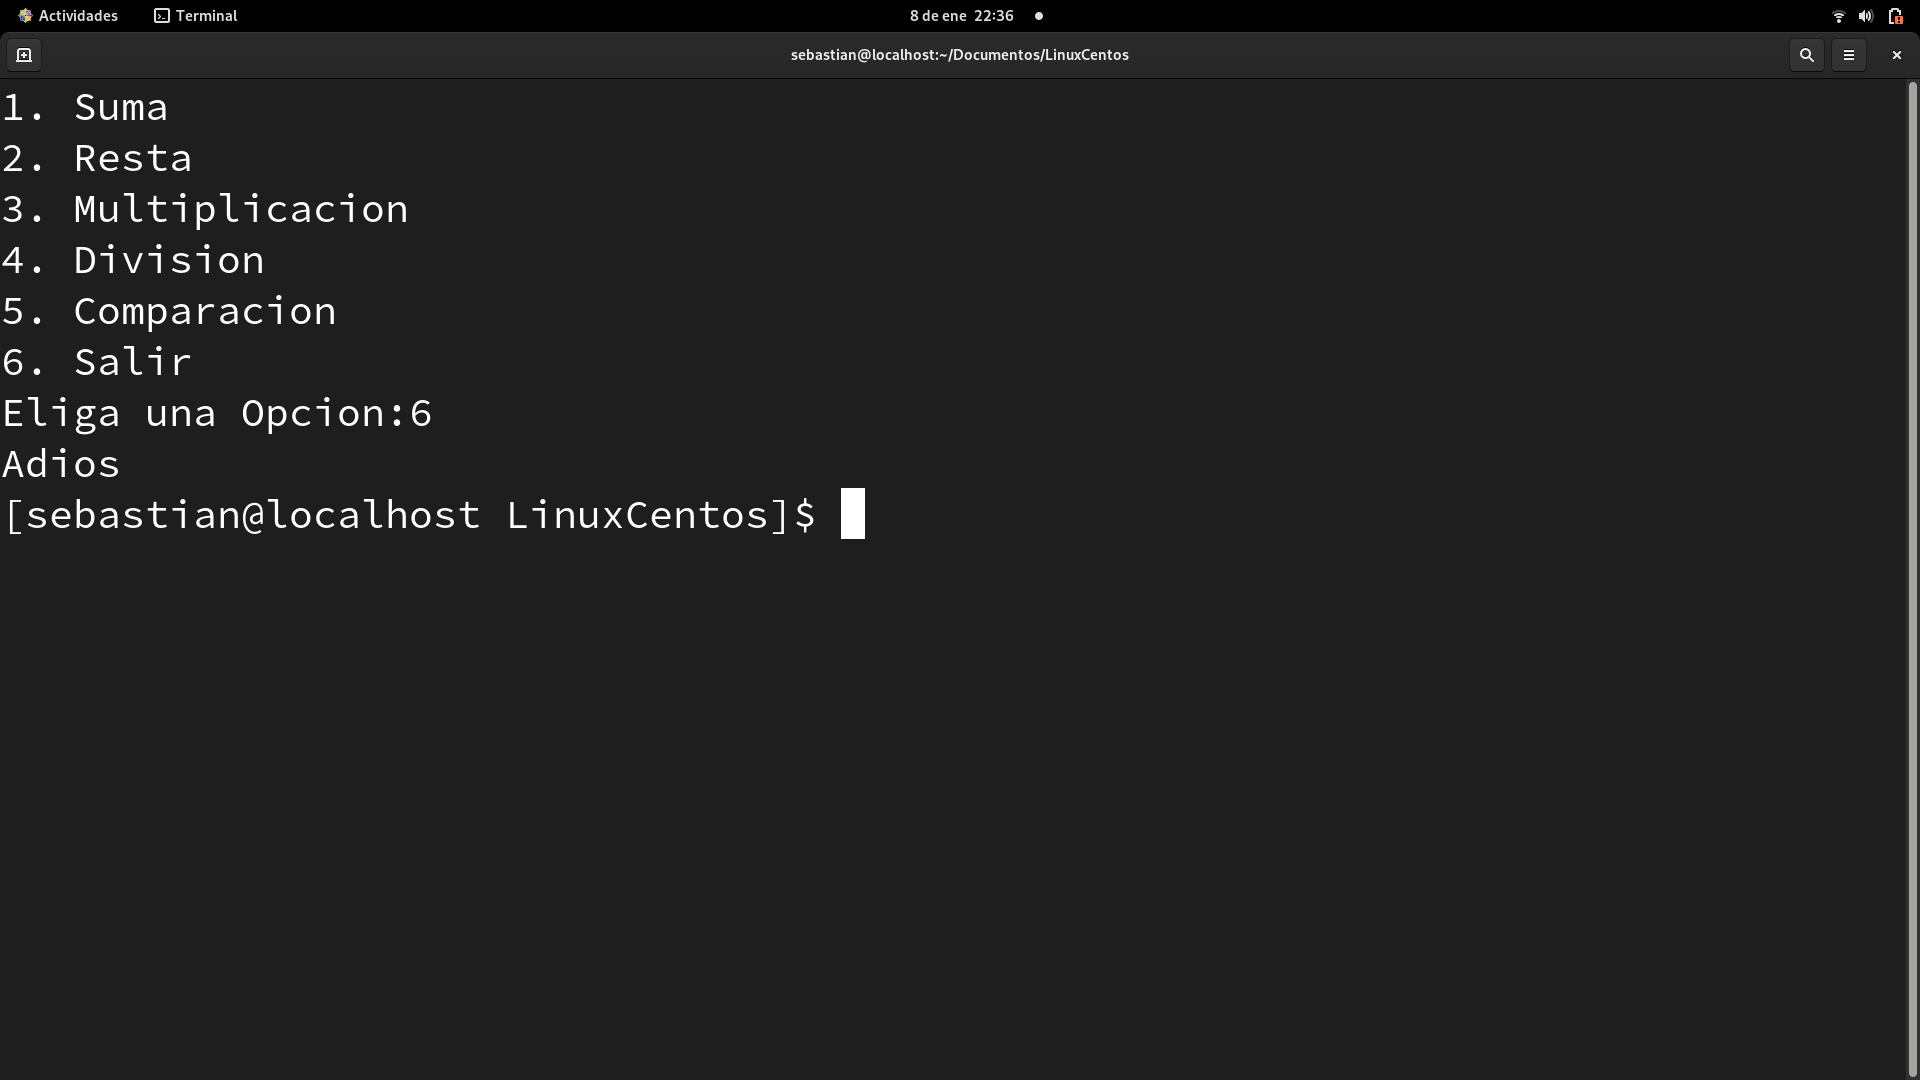 Actividades Terminal 8 de ene 22:36
sebastian@localhost:~/Documentos/LinuxCentos
1. Suma
2. Resta
3. Multiplicacion
4. Division
5. Comparacion
6. Salir
Eliga una Opcion:6
Adios
[sebastian@localhost LinuxCentos]$